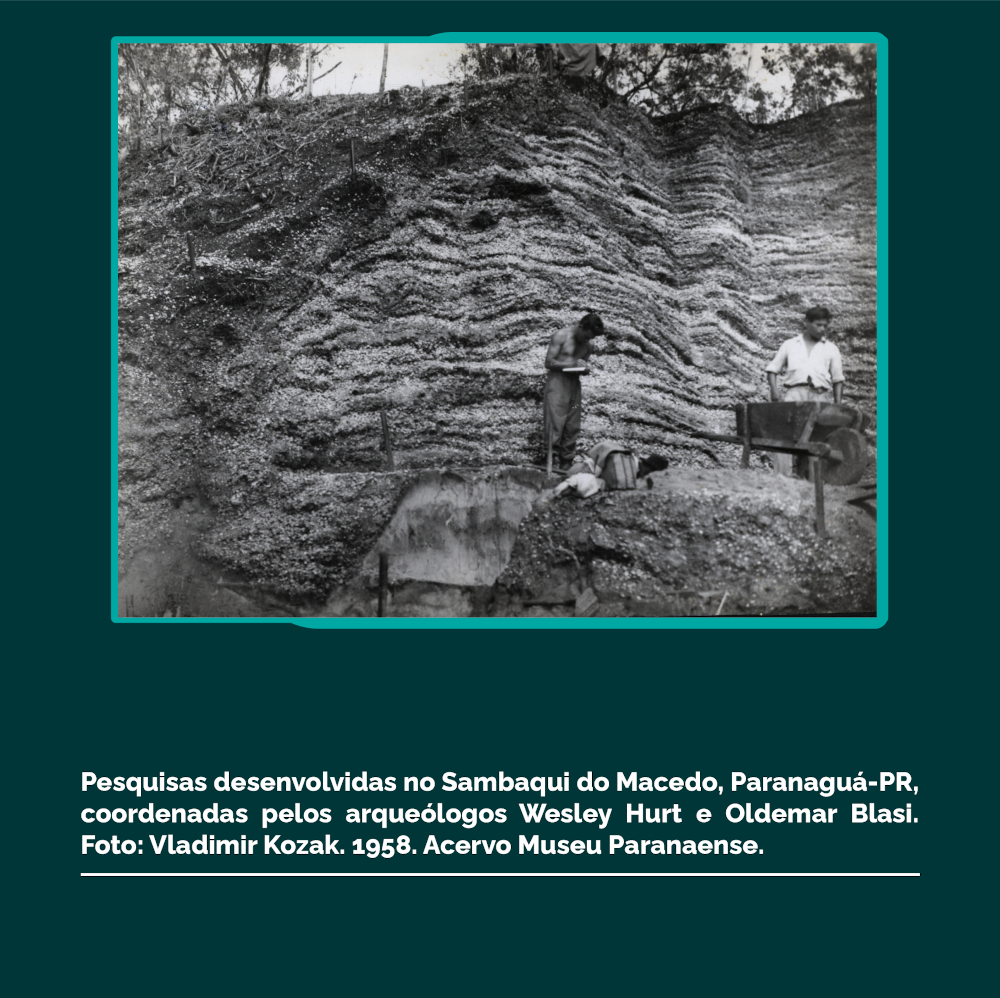 Pesquisas desenvolvidas no Sambaqui do Macedo, Paranaguá-PR,
coordenadas pelos arqueólogos Wesley Hurt e Oldemar Blasi.
Foto: Vladimir Kozak. 1958. Acervo Museu Paranaense.